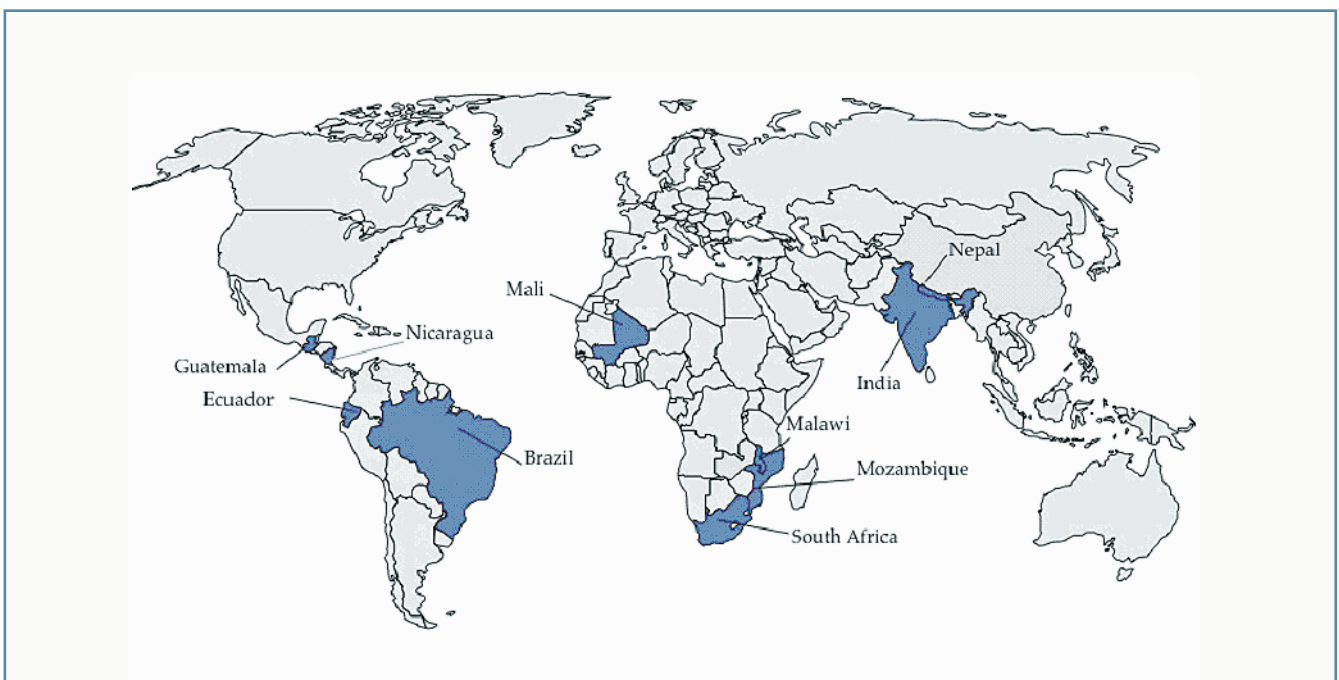 Nepal
Mali
Nicaragua
Guatemala
India
Ecuador
Malawi
Brazil
Mozambique
South Africa